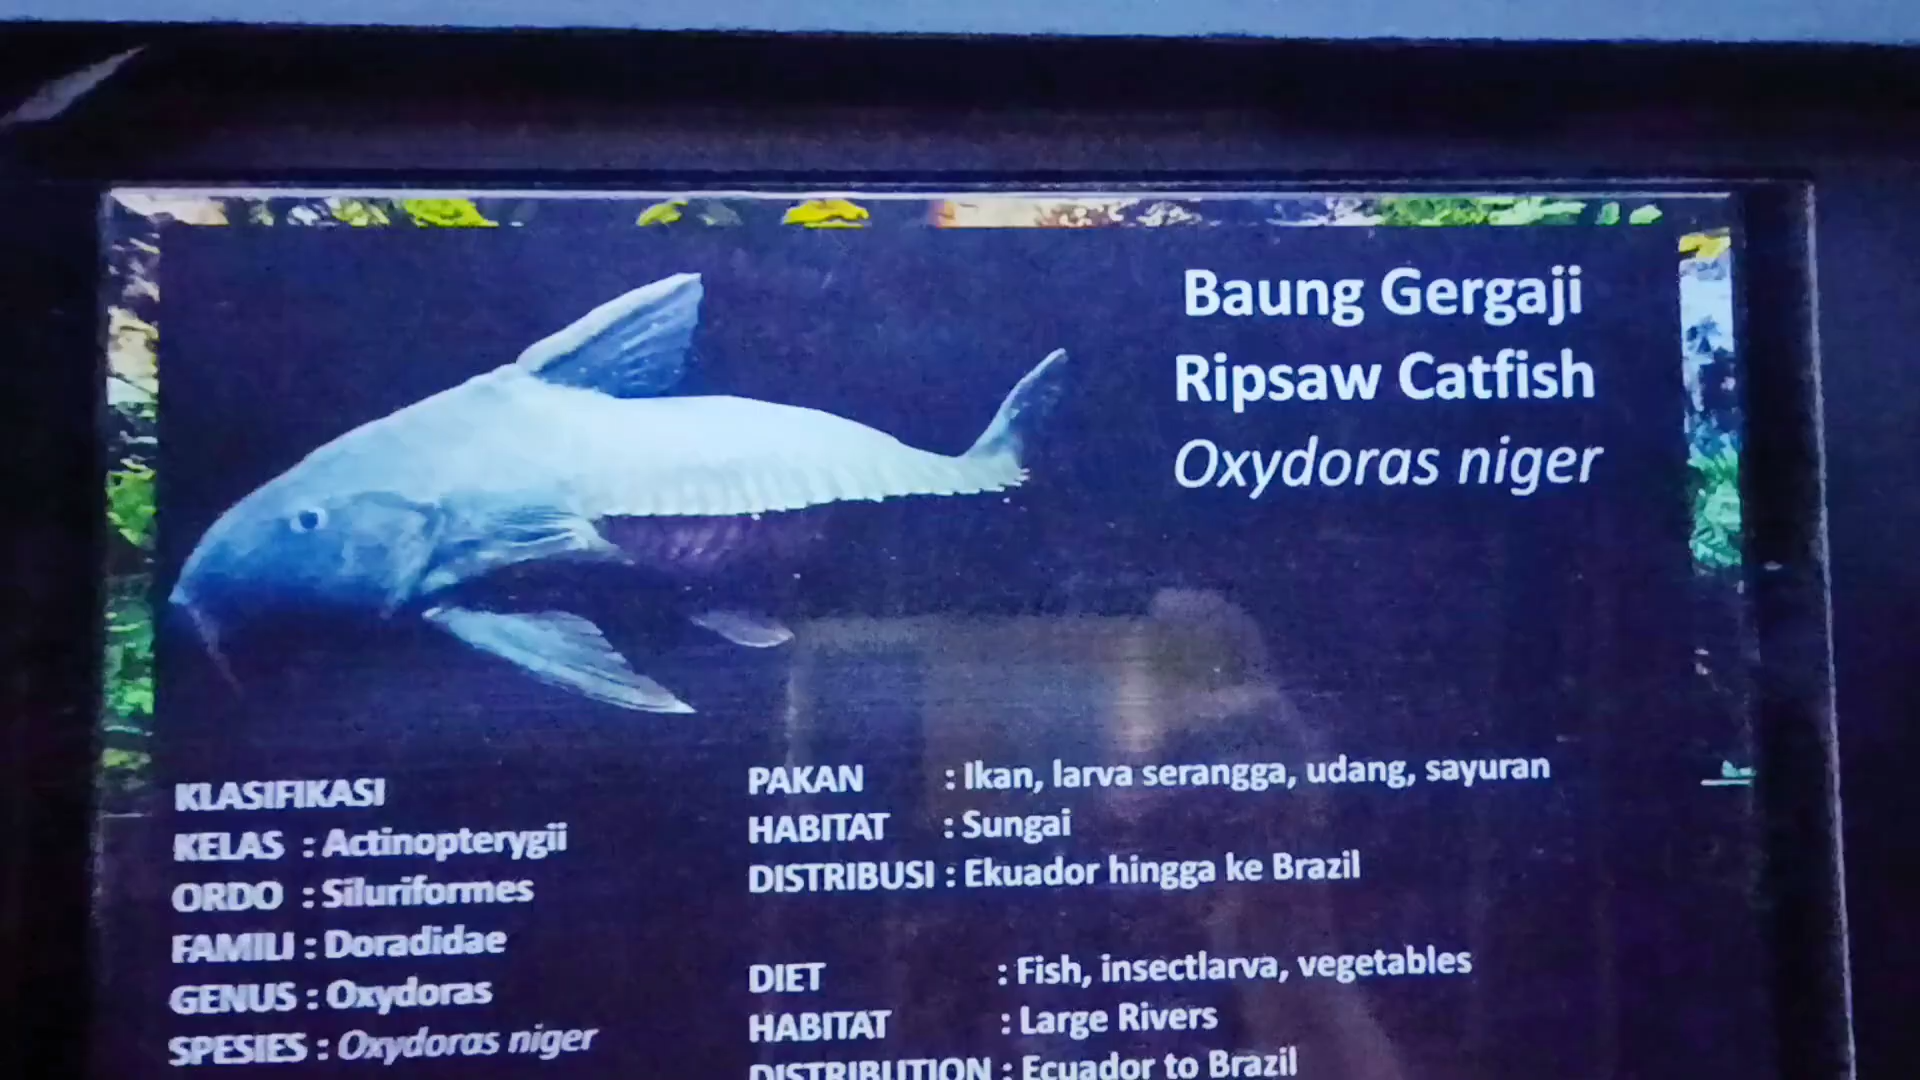 Baung Gergaji
Ripsaw Catfish
Oxydoras niger
KLASIFIKASI
KELAS : Actinopterygii
ORDO : Siluriformes
FAMILI : Doradidae
GENUS : Oxydoras
SPESIES : Oxydoras niger
PAKAN : Ikan, larva serangga, udang, sayuran
HABITAT : Sungai
DISTRIBUSI : Ekuador hingga ke Brazil
DIET : Fish, insectlarva, vegetables
HABITAT : Large Rivers
DISTRIBUTION : Ecuador to Brazil